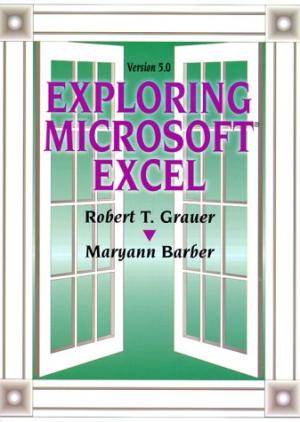 Version 5.0
EXPLORING
MICROSOFT®
EXCEL
Robert T. Grauer
Maryann Barber